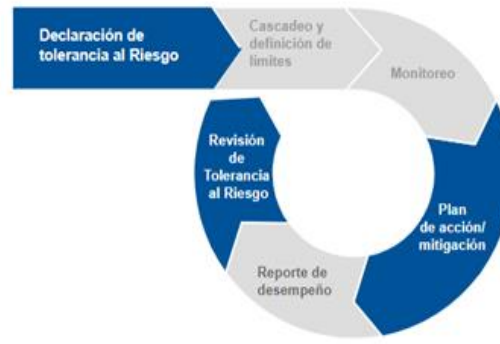 Declaración de
tolerancia al Riesgo
Cascadeo y
definición de
límites
Monitoreo
Plan
de acción/
mitigación
Reporte de
desempeño
Revisión
de
Tolerancia
al Riesgo